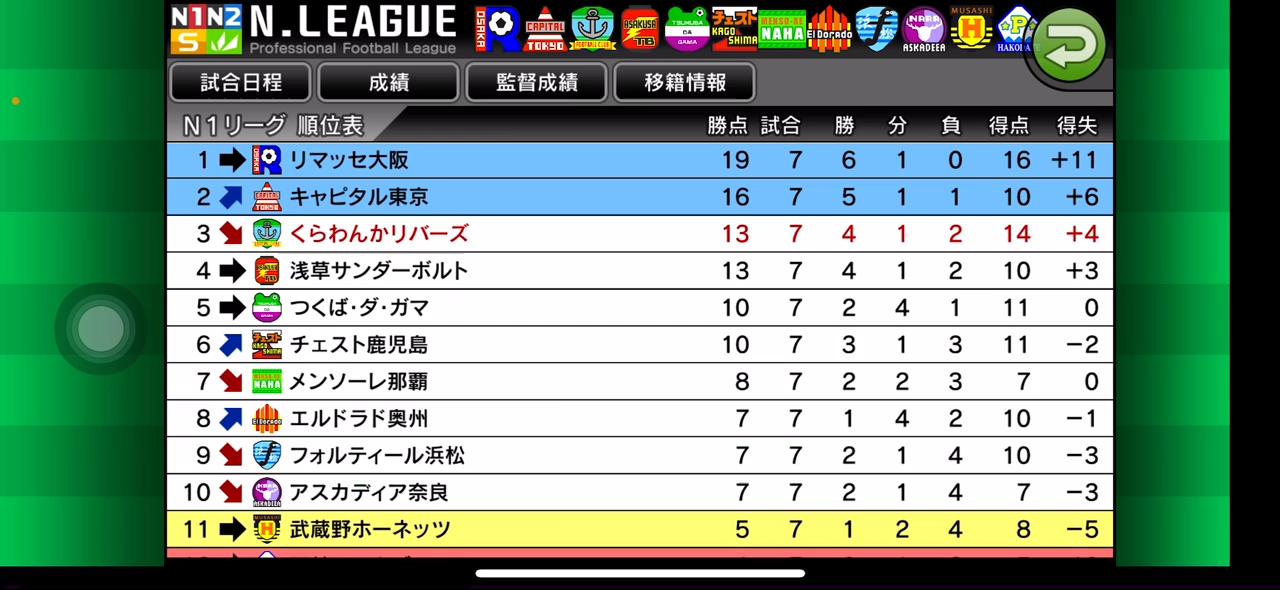 N1 N2 S N. LEAGUE
Professional Football League
OSAKA R CAPITAL TOKYO FOOTBALL CLUB ASAKUSA TB TSUKUBA DA GAMA チェスト KAGOSHIMA MENSO-RE NAHA El Dorado NARA ASKADEEA MUSASHI H P HAKODATE
試合日程 成績 監督成績 移籍情報
N1リーグ 順位表 勝点 試合 勝 分 負 得点 得失
1 リマッセ大阪 19 7 6 1 0 16 +11
2 キャピタル東京 16 7 5 1 1 10 +6
3 くらわんかリバーズ 13 7 4 1 2 14 +4
4 浅草サンダーボルト 13 7 4 1 2 10 +3
5 つくば・ダ・ガマ 10 7 2 4 1 11 0
6 チェスト鹿児島 10 7 3 1 3 11 −2
7 メンソーレ那覇 8 7 2 2 3 7 0
8 エルドラド奥州 7 7 1 4 2 10 −1
9 フォルティール浜松 7 7 2 1 4 10 −3
10 アスカディア奈良 7 7 2 1 4 7 −3
11 武蔵野ホーネッツ 5 7 1 2 4 8 −5